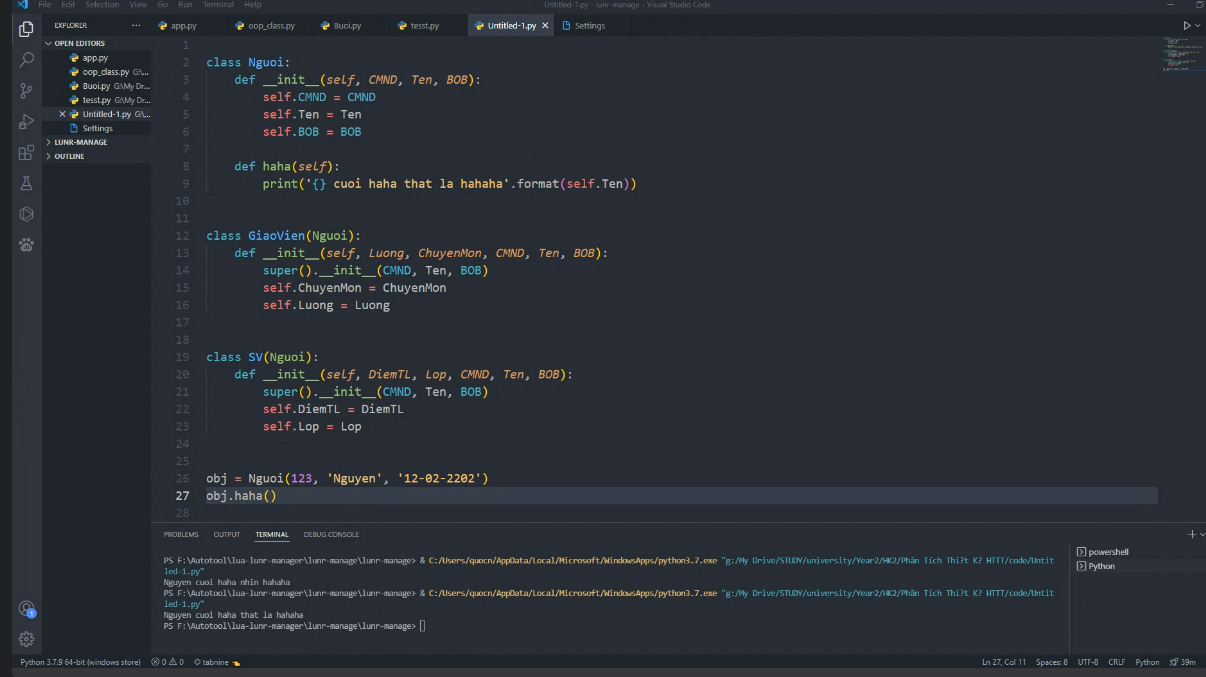 File Edit Selection View Go Run Terminal Help
Untitled-1.py - lunr-manage - Visual Studio Code
EXPLORER ···
app.py oop_class.py Buoi.py tesst.py Untitled-1.py Settings
OPEN EDITORS
app.py
oop_class.py G:\...
Buoi.py G:\My Dr...
tesst.py G:\My Dr...
Untitled-1.py G:\...
Settings
LUNR-MANAGE
OUTLINE
1
2 class Nguoi:
3 def __init__(self, CMND, Ten, BOB):
4 self.CMND = CMND
5 self.Ten = Ten
6 self.BOB = BOB
7
8 def haha(self):
9 print('{} cuoi haha that la hahaha'.format(self.Ten))
10
11
12 class GiaoVien(Nguoi):
13 def __init__(self, Luong, ChuyenMon, CMND, Ten, BOB):
14 super().__init__(CMND, Ten, BOB)
15 self.ChuyenMon = ChuyenMon
16 self.Luong = Luong
17
18
19 class SV(Nguoi):
20 def __init__(self, DiemTL, Lop, CMND, Ten, BOB):
21 super().__init__(CMND, Ten, BOB)
22 self.DiemTL = DiemTL
23 self.Lop = Lop
24
25
26 obj = Nguoi(123, 'Nguyen', '12-02-2202')
27 obj.haha()
28
PROBLEMS OUTPUT TERMINAL DEBUG CONSOLE
PS F:\Autotool\lua-lunr-manager\lunr-manage\lunr-manage> & C:/Users/quocn/AppData/Local/Microsoft/WindowsApps/python3.7.exe "g:/My Drive/STUDY/university/Year2/HK2/Phân Tích Thi?t K? HTTT/code/Untit
led-1.py"
Nguyen cuoi haha nhin hahaha
PS F:\Autotool\lua-lunr-manager\lunr-manage\lunr-manage> & C:/Users/quocn/AppData/Local/Microsoft/WindowsApps/python3.7.exe "g:/My Drive/STUDY/university/Year2/HK2/Phân Tích Thi?t K? HTTT/code/Untit
led-1.py"
Nguyen cuoi haha that la hahaha
PS F:\Autotool\lua-lunr-manager\lunr-manage\lunr-manage>
powershell
Python
1
Python 3.7.9 64-bit (windows store) 0 0 tabnine Ln 27, Col 11 Spaces: 8 UTF-8 CRLF Python 39m